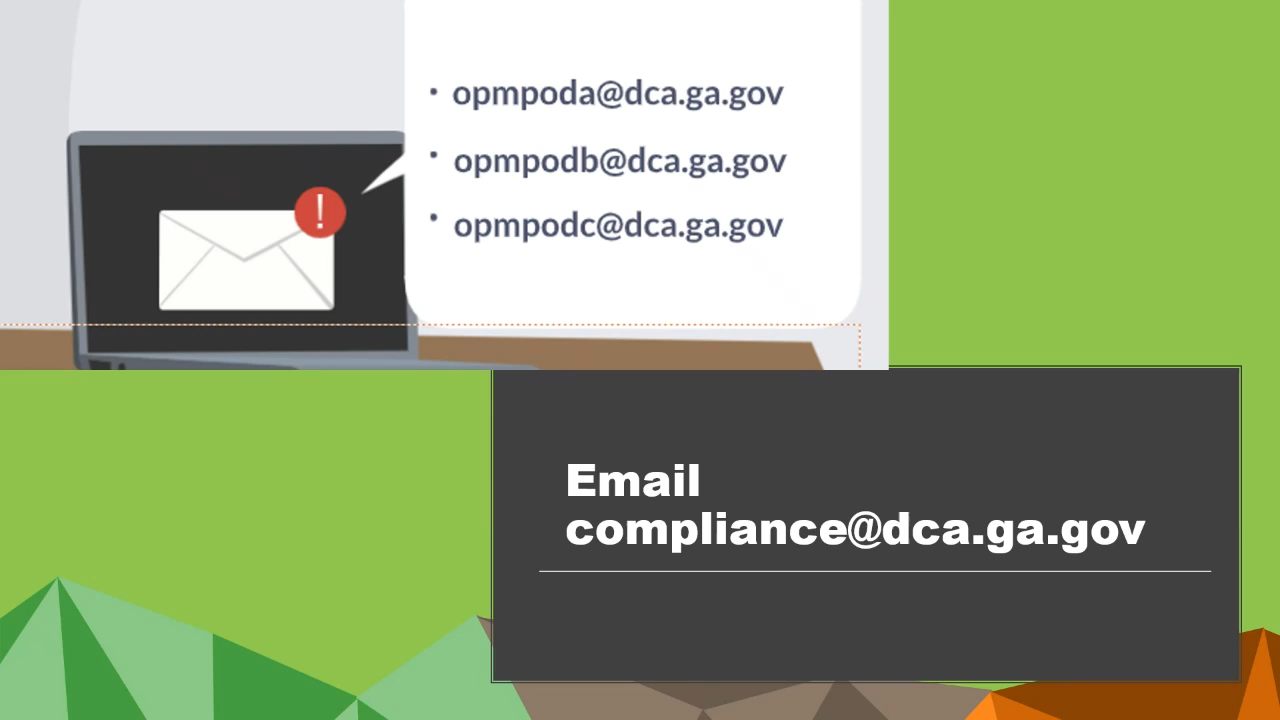 • opmpoda@dca.ga.gov
• opmpodb@dca.ga.gov
• opmpodc@dca.ga.gov
!
Email
compliance@dca.ga.gov